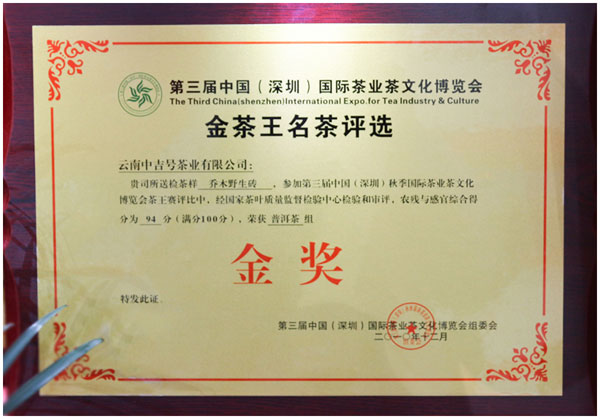 第三届中国（深圳）国际茶业茶文化博览会
The Third China(shenzhen)International Expo.for Tea Industry & Culture
金茶王名茶评选
云南中吉号茶业有限公司：
贵司所送检茶样 乔木野生砖 ，参加第三届中国（深圳）秋季国际茶业茶文化
博览会茶王赛评比中，经国家茶叶质量监督检验中心检验和审评，农残与感官综合得
分为 94 分（满分100分），荣获 普洱茶 组
金奖
特发此证．
第三届中国（深圳）国际茶业茶文化博览会组委会
二〇一〇年十二月